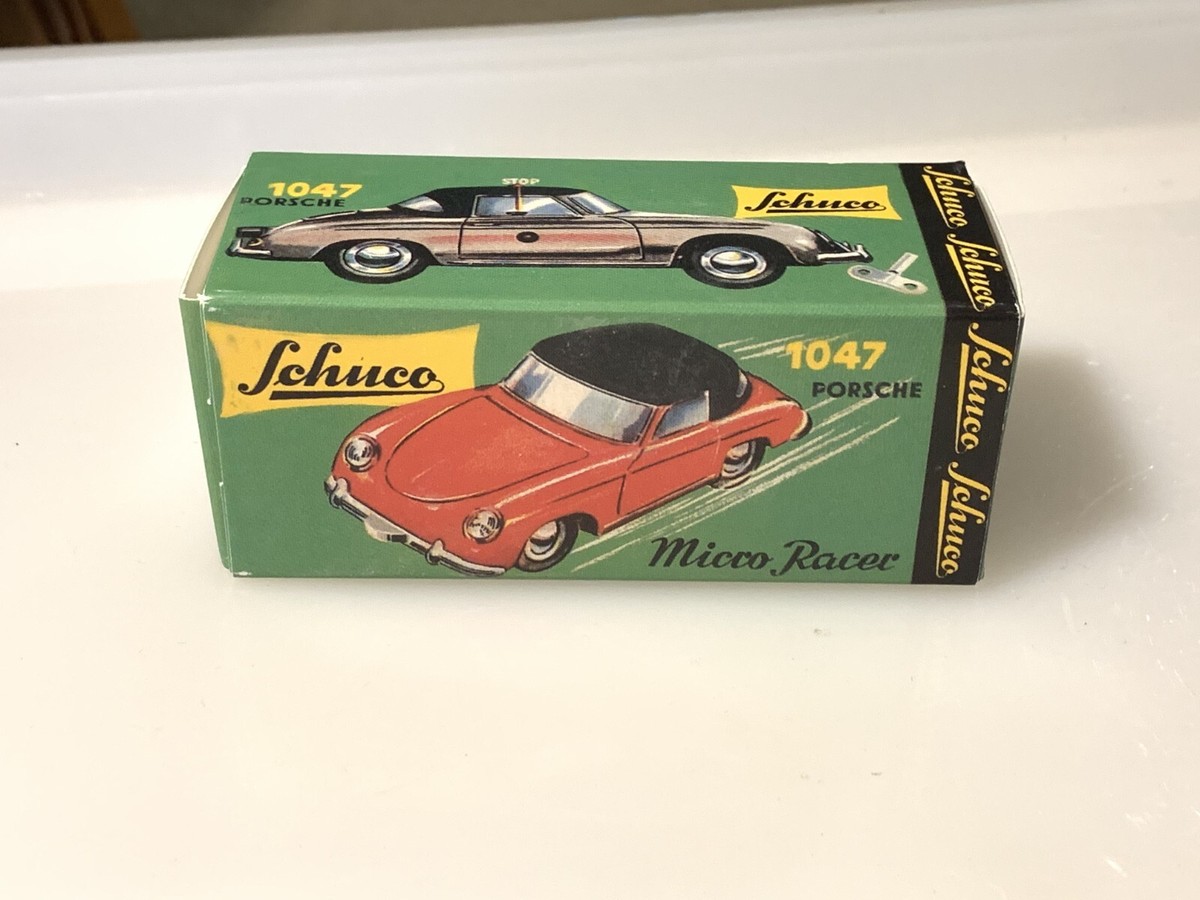 1047
PORSCHE
STOP
Schuco
Schuco Schuco
Schuco
1047
PORSCHE
Micro Racer
Schuco Schuco